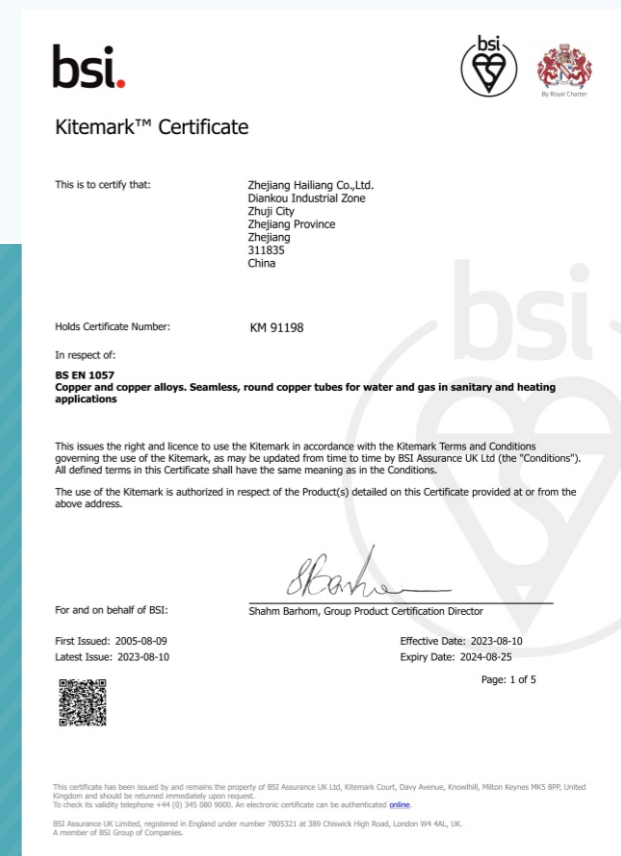 bsi.
bsi
By Royal Charter
Kitemark™ Certificate
This is to certify that:
Zhejiang Hailiang Co.,Ltd.
Diankou Industrial Zone
Zhuji City
Zhejiang Province
Zhejiang
311835
China
bsi
Holds Certificate Number:
KM 91198
In respect of:
BS EN 1057
Copper and copper alloys. Seamless, round copper tubes for water and gas in sanitary and heating
applications
This issues the right and licence to use the Kitemark in accordance with the Kitemark Terms and Conditions
governing the use of the Kitemark, as may be updated from time to time by BSI Assurance UK Ltd (the "Conditions").
All defined terms in this Certificate shall have the same meaning as in the Conditions.
The use of the Kitemark is authorized in respect of the Product(s) detailed on this Certificate provided at or from the
above address.
For and on behalf of BSI:
Shahm Barhom, Group Product Certification Director
First Issued: 2005-08-09
Effective Date: 2023-08-10
Latest Issue: 2023-08-10
Expiry Date: 2024-08-25
Page: 1 of 5
This certificate has been issued by and remains the property of BSI Assurance UK Ltd, Kitemark Court, Davy Avenue, Knowlhill, Milton Keynes MK5 8PP, United
Kingdom and should be returned immediately upon request.
To check its validity telephone +44 (0) 345 080 9000. An electronic certificate can be authenticated online.
BSI Assurance UK Limited, registered in England under number 7805321 at 389 Chiswick High Road, London W4 4AL, UK.
A member of BSI Group of Companies.